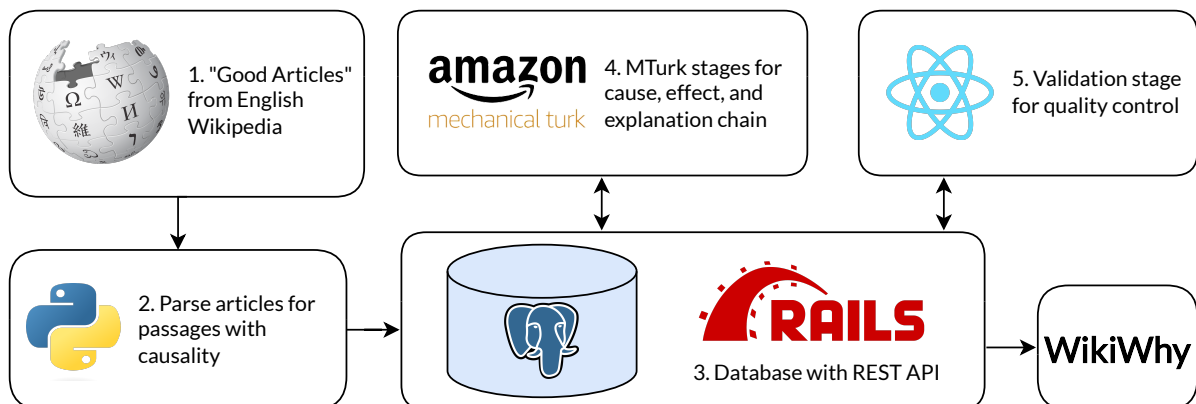 1. "Good Articles"
from English
Wikipedia
Ω
W
И
維
amazon
mechanical turk
4. MTurk stages for
cause, effect, and
explanation chain
5. Validation stage
for quality control
2. Parse articles for
passages with
causality
RAILS
3. Database with REST API
WikiWhy